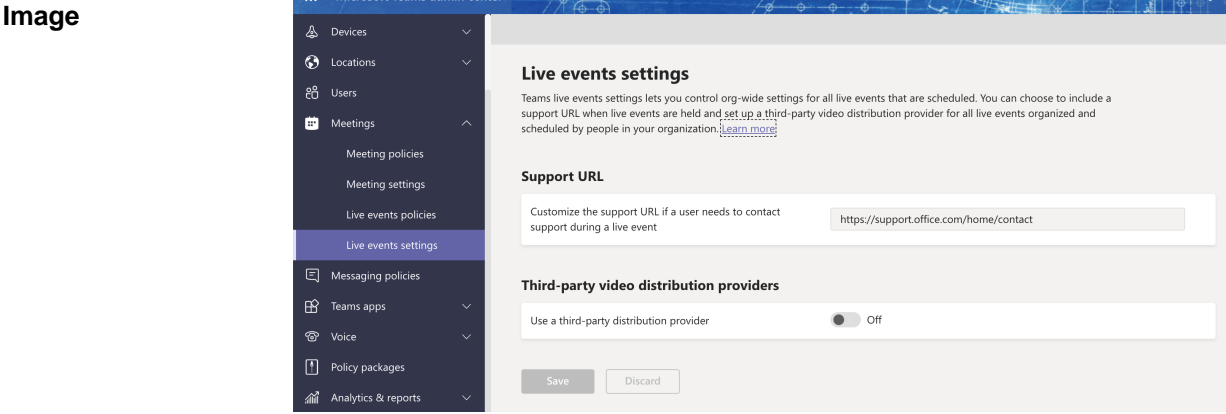 Image
Devices
Locations
Users
Meetings
Meeting policies
Meeting settings
Live events policies
Live events settings
Messaging policies
Teams apps
Voice
Policy packages
Analytics & reports
Live events settings
Teams live events settings lets you control org-wide settings for all live events that are scheduled. You can choose to include a
support URL when live events are held and set up a third-party video distribution provider for all live events organized and
scheduled by people in your organization. Learn more
Support URL
Customize the support URL if a user needs to contact
support during a live event
https://support.office.com/home/contact
Third-party video distribution providers
Use a third-party distribution provider
Off
Save
Discard